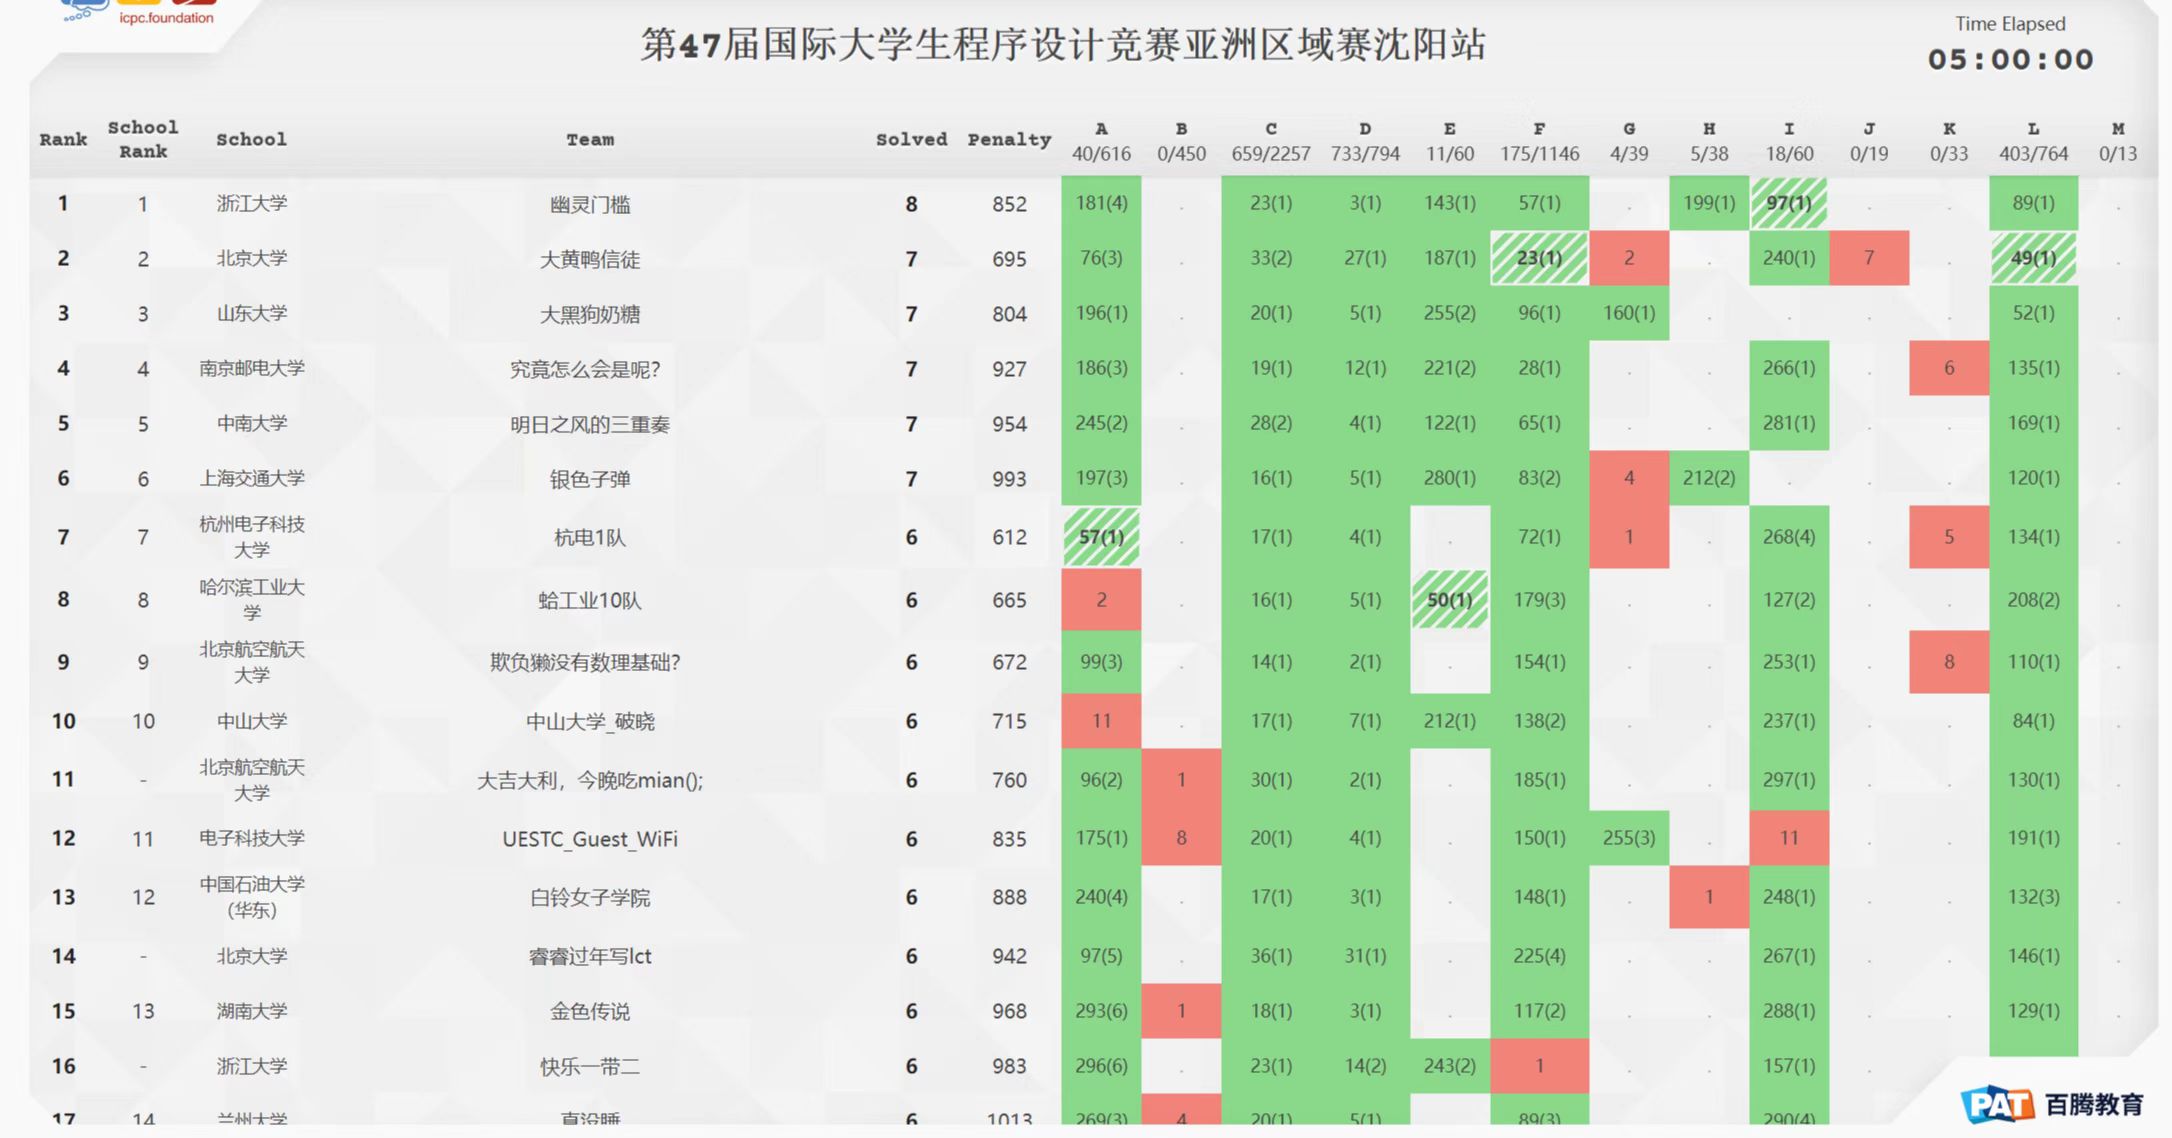 icpc.foundation
第47届国际大学生程序设计竞赛亚洲区域赛沈阳站
Time Elapsed
05:00:00
Rank School Rank School Team Solved Penalty A B C D E F G H I J K L M
40/616 0/450 659/2257 733/794 11/60 175/1146 4/39 5/38 18/60 0/19 0/33 403/764 0/13
1 1 浙江大学 幽灵门槛 8 852 181(4) . 23(1) 3(1) 143(1) 57(1) . 199(1) 97(1) . . 89(1) .
2 2 北京大学 大黄鸭信徒 7 695 76(3) . 33(2) 27(1) 187(1) 23(1) 2 . 240(1) 7 . 49(1) .
3 3 山东大学 大黑狗奶糖 7 804 196(1) . 20(1) 5(1) 255(2) 96(1) 160(1) . . . . 52(1) .
4 4 南京邮电大学 究竟怎么会是呢? 7 927 186(3) . 19(1) 12(1) 221(2) 28(1) . . 266(1) . 6 135(1) .
5 5 中南大学 明日之风的三重奏 7 954 245(2) . 28(2) 4(1) 122(1) 65(1) . . 281(1) . . 169(1) .
6 6 上海交通大学 银色子弹 7 993 197(3) . 16(1) 5(1) 280(1) 83(2) 4 212(2) . . . 120(1) .
7 7 杭州电子科技大学 杭电1队 6 612 57(1) . 17(1) 4(1) . 72(1) 1 . 268(4) . 5 134(1) .
8 8 哈尔滨工业大学 蛤工业10队 6 665 2 . 16(1) 5(1) 50(1) 179(3) . . 127(2) . . 208(2) .
9 9 北京航空航天大学 欺负獭没有数理基础? 6 672 99(3) . 14(1) 2(1) . 154(1) . . 253(1) . 8 110(1) .
10 10 中山大学 中山大学_破晓 6 715 11 . 17(1) 7(1) 212(1) 138(2) . . 237(1) . . 84(1) .
11 - 北京航空航天大学 大吉大利，今晚吃mian(); 6 760 96(2) 1 30(1) 2(1) . 185(1) . . 297(1) . . 130(1) .
12 11 电子科技大学 UESTC_Guest_WiFi 6 835 175(1) 8 20(1) 4(1) . 150(1) 255(3) . 11 . . 191(1) .
13 12 中国石油大学（华东） 白铃女子学院 6 888 240(4) . 17(1) 3(1) . 148(1) . 1 248(1) . . 132(3) .
14 - 北京大学 睿睿过年写lct 6 942 97(5) . 36(1) 31(1) . 225(4) . . 267(1) . . 146(1) .
15 13 湖南大学 金色传说 6 968 293(6) 1 18(1) 3(1) . 117(2) . . 288(1) . . 129(1) .
16 - 浙江大学 快乐一带二 6 983 296(6) . 23(1) 14(2) 243(2) 1 . . 157(1) . .
17 14 兰州大学 真没睡 6 1013 269(3) 4 20(1) 5(1) 89(3) 290(4)
PAT 百腾教育